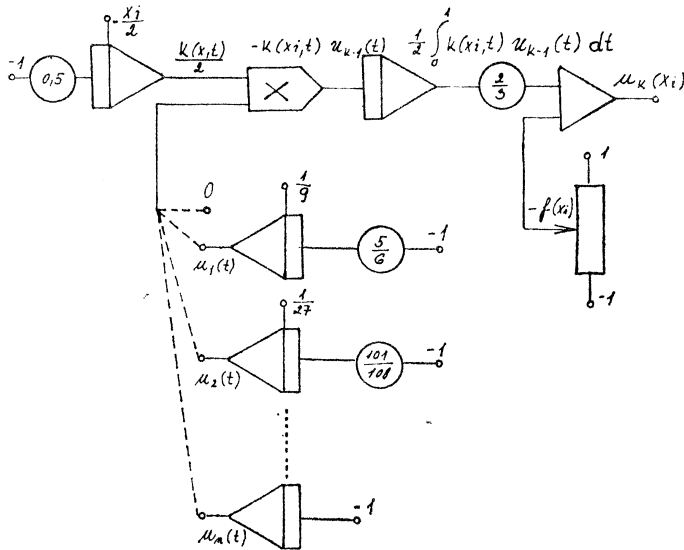 -xi/2
-1
0,5
k(x,t)/2
-k(xi,t) u_{k-1}(t)
1/2 ∫_0^1 k(xi,t) u_{k-1}(t) dt
2/3
u_k(xi)
×
1
-f(xi)
-1
0
1/9
u_1(t)
5/6
-1
1/27
u_2(t)
101/108
-1
u_n(t)
-1